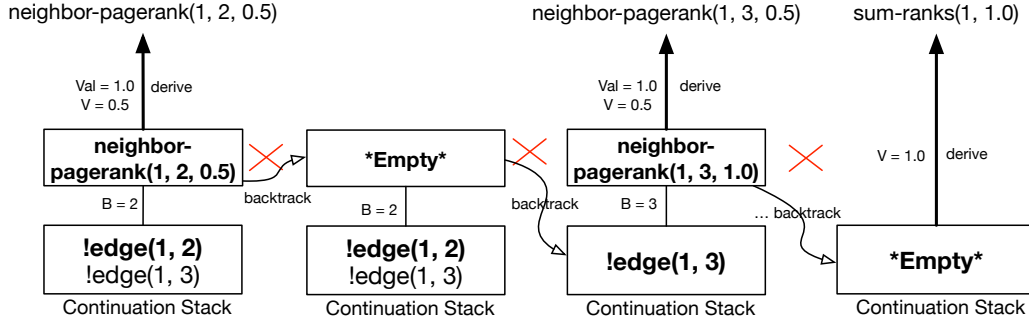 neighbor-pagerank(1, 2, 0.5)
neighbor-pagerank(1, 3, 0.5)
sum-ranks(1, 1.0)
Val = 1.0
V = 0.5
derive
Val = 1.0
V = 0.5
derive
V = 1.0
derive
neighbor-
pagerank(1, 2, 0.5)
*Empty*
neighbor-
pagerank(1, 3, 1.0)
backtrack
backtrack
... backtrack
B = 2
B = 2
B = 3
!edge(1, 2)
!edge(1, 3)
!edge(1, 2)
!edge(1, 3)
!edge(1, 3)
*Empty*
Continuation Stack
Continuation Stack
Continuation Stack
Continuation Stack